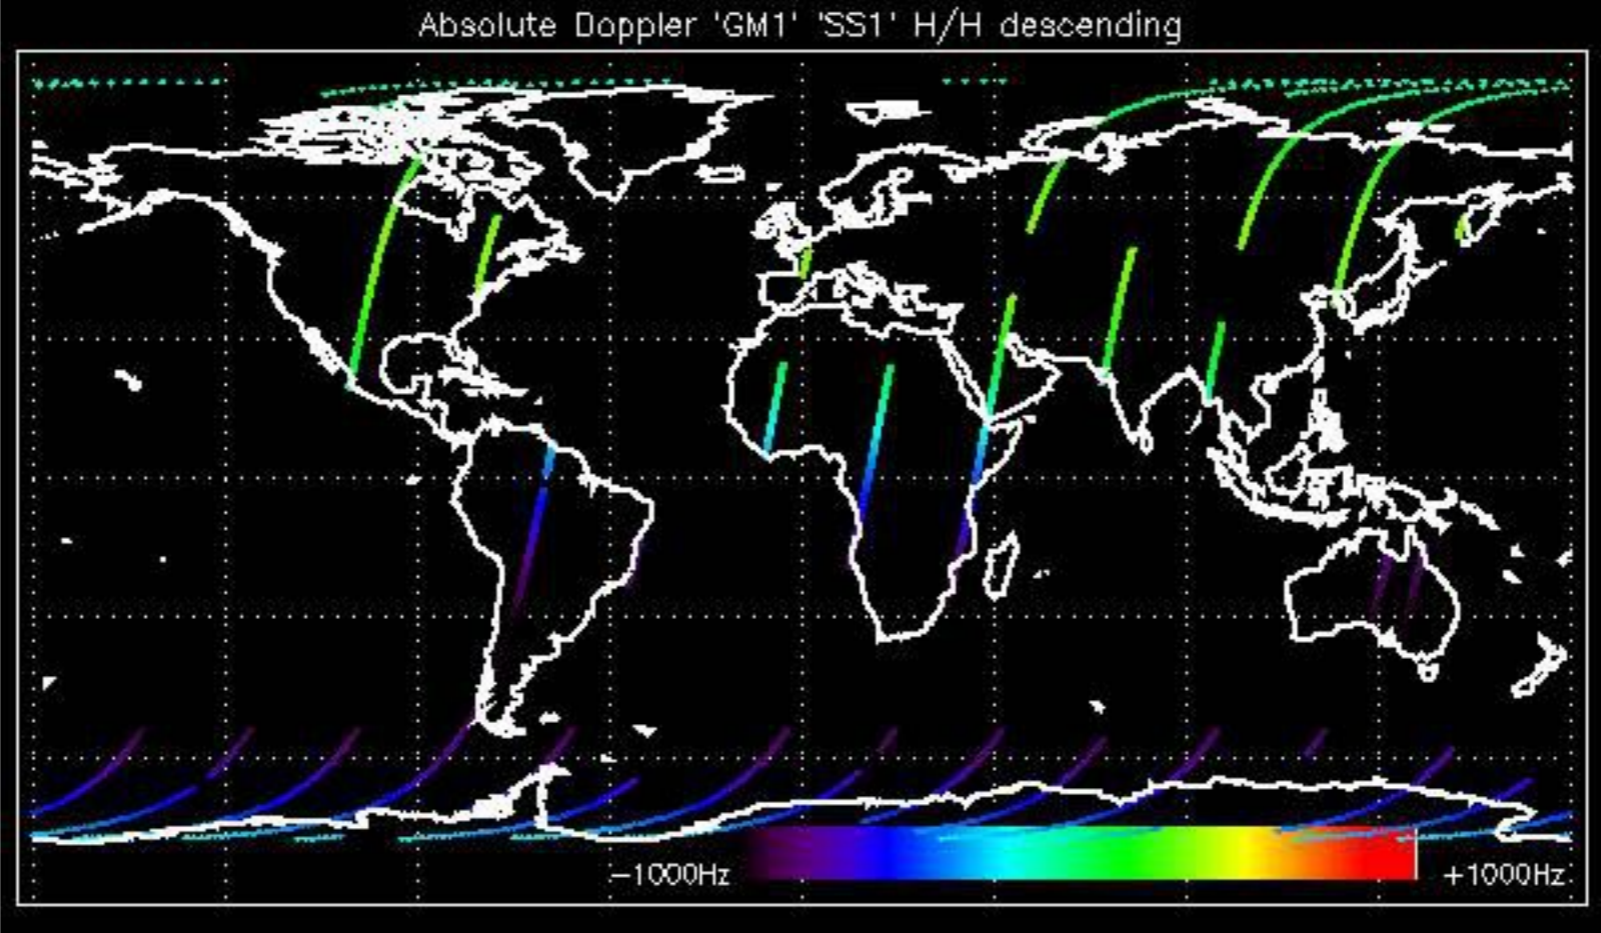 Absolute Doppler 'GM1' 'SS1' H/H descending
−1000Hz +1000Hz